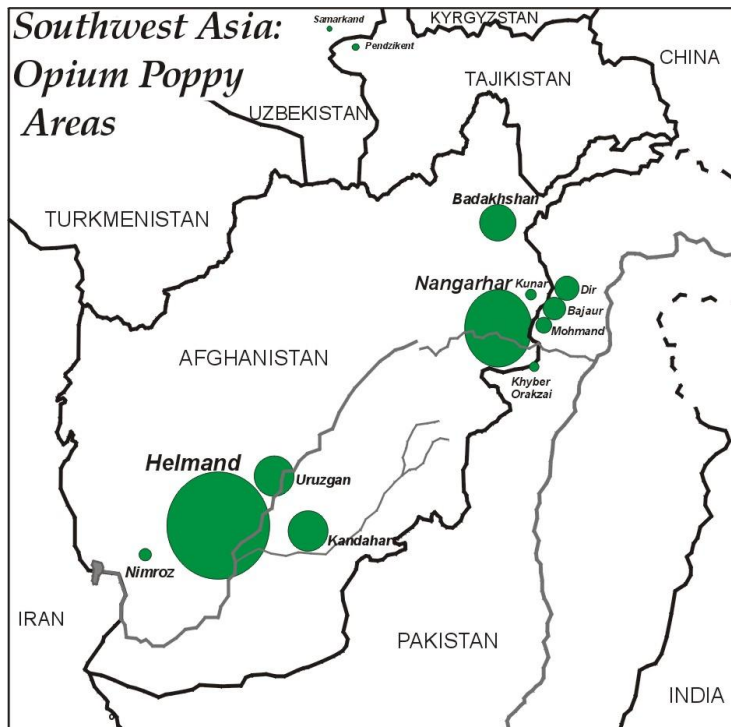 Southwest Asia:
Opium Poppy
Areas
Samarkand
Pendzikent
KYRGYZSTAN
CHINA
TAJIKISTAN
UZBEKISTAN
TURKMENISTAN
Badakhshan
Nangarhar
Kunar
Dir
Bajaur
Mohmand
AFGHANISTAN
Khyber
Orakzai
Helmand
Uruzgan
Kandahar
Nimroz
IRAN
PAKISTAN
INDIA